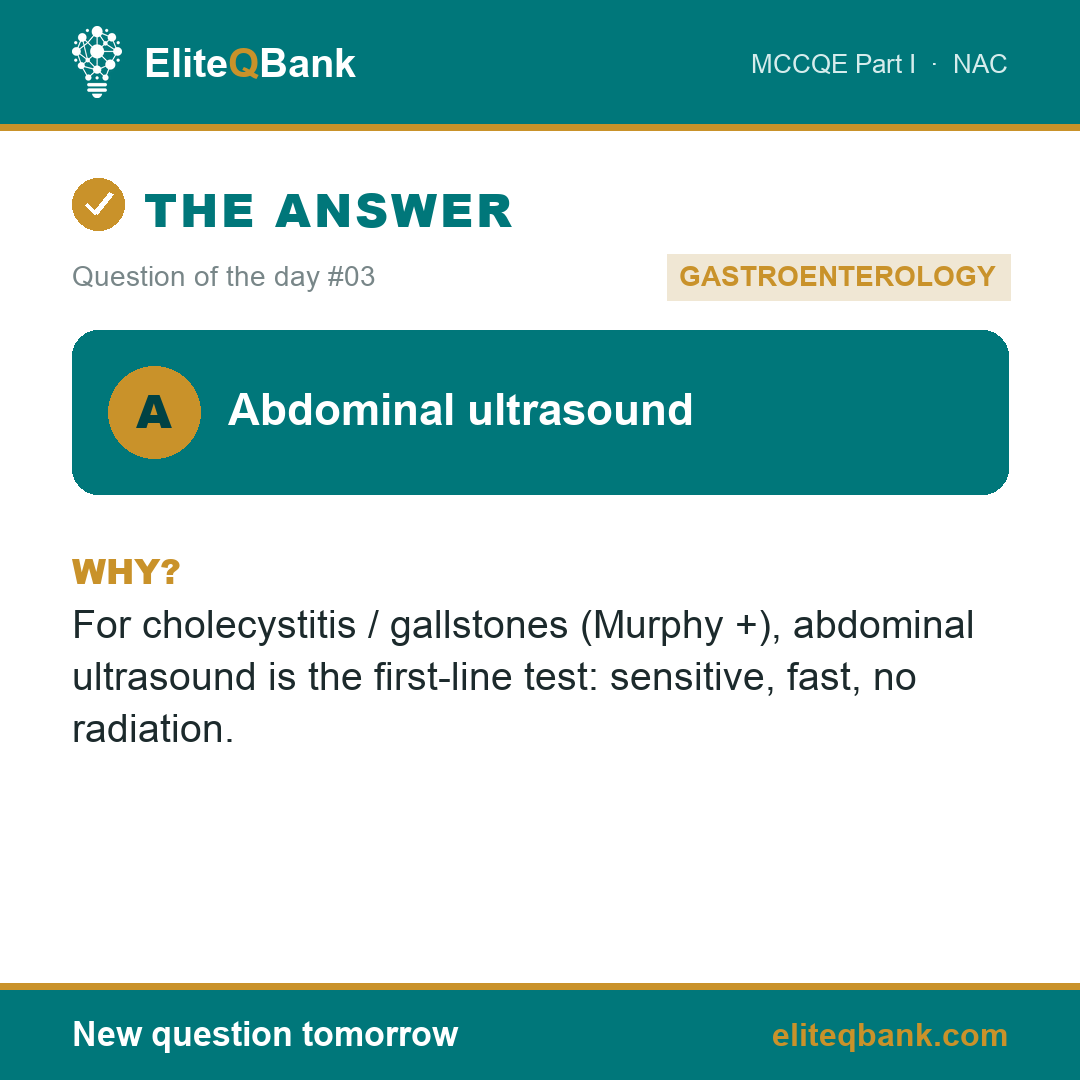 EliteQBank
MCCQE Part I · NAC
THE ANSWER
Question of the day #03
GASTROENTEROLOGY
A
Abdominal ultrasound
WHY?
For cholecystitis / gallstones (Murphy +), abdominal
ultrasound is the first-line test: sensitive, fast, no
radiation.
New question tomorrow
eliteqbank.com